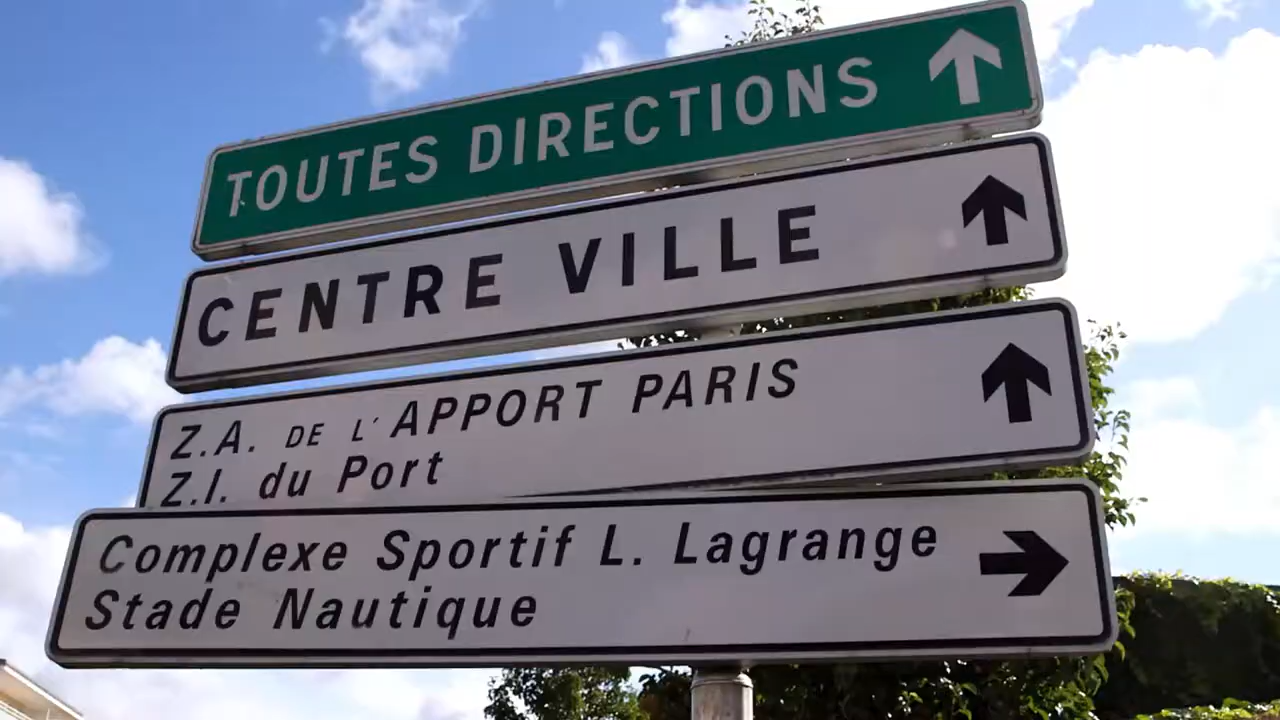 TOUTES DIRECTIONS
CENTRE VILLE
Z.A. DE L'APPORT PARIS
Z.I. du Port
Complexe Sportif L. Lagrange
Stade Nautique